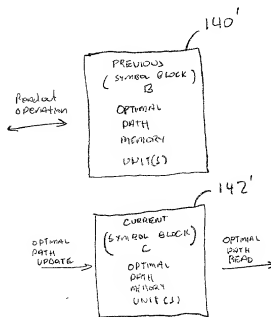 140'
PREVIOUS
(SYMBOL BLOCK)
B
OPTIMAL
PATH
MEMORY
UNIT(S)
Readout
OPERATION
142'
CURRENT
(SYMBOL BLOCK)
C
OPTIMAL
PATH
MEMORY
UNIT(S)
OPTIMAL
PATH
UPDATE
OPTIMAL
PATH
READ